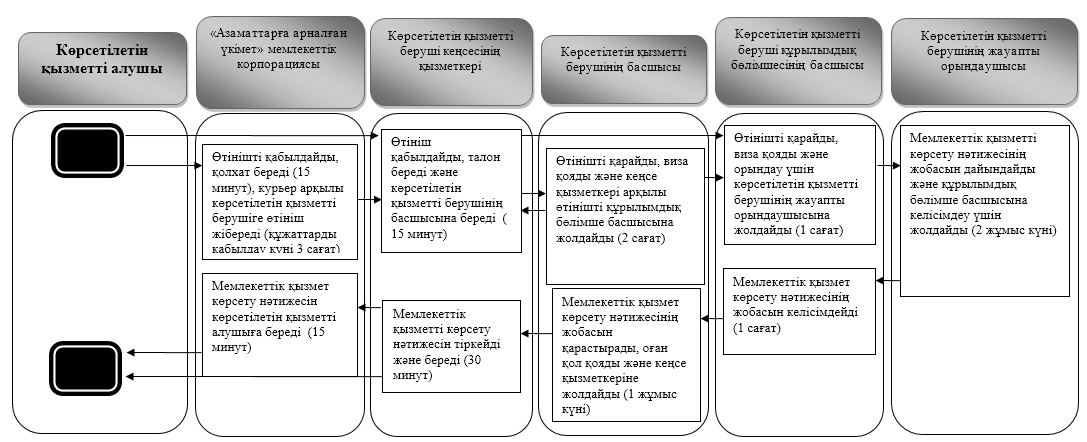 Көрсетілетін
қызметті алушы
«Азаматтарға арналған
үкімет» мемлекеттік
корпорациясы
Көрсетілетін қызметті
беруші кеңсесінің
қызметкері
Көрсетілетін қызметті
берушінің басшысы
Көрсетілетін қызметті
беруші құрылымдық
бөлімшесінің басшысы
Көрсетілетін қызметті
берушінің жауапты
орындаушысы
Өтінішті қабылдайды,
қолхат береді (15
минут), курьер арқылы
көрсетілетін қызметті
берушіге өтініш
жібереді (құжаттарды
қабылдау күні 3 сағат)
Өтініш
қабылдайды, талон
береді және
көрсетілетін
қызметті берушінің
басшысына береді (
15 минут)
Өтінішті қарайды, виза
қояды және кеңсе
қызметкері арқылы
өтінішті құрылымдық
бөлімше басшысына
жолдайды (2 сағат)
Өтінішті қарайды,
виза қояды және
орындау үшін
көрсетілетін қызметті
берушінің жауапты
орындаушысына
жолдайды (1 сағат)
Мемлекеттік қызметті
көрсету нәтижесінің
жобасын дайындайды
және құрылымдық
бөлімше басшысына
келісімдеу үшін
жолдайды (2 жұмыс күні)
Мемлекеттік қызмет
көрсету нәтижесін
көрсетілетін қызметті
алушыға береді (15
минут)
Мемлекеттік
қызметті көрсету
нәтижесін тіркейді
және береді (30
минут)
Мемлекеттік қызмет
көрсету нәтижесінің
жобасын
қарастырады, оған
қол қояды және кеңсе
қызметкеріне
жолдайды (1 жұмыс
күні)
Мемлекеттік қызмет
көрсету нәтижесінің
жобасын келісімдейді
(1 сағат)